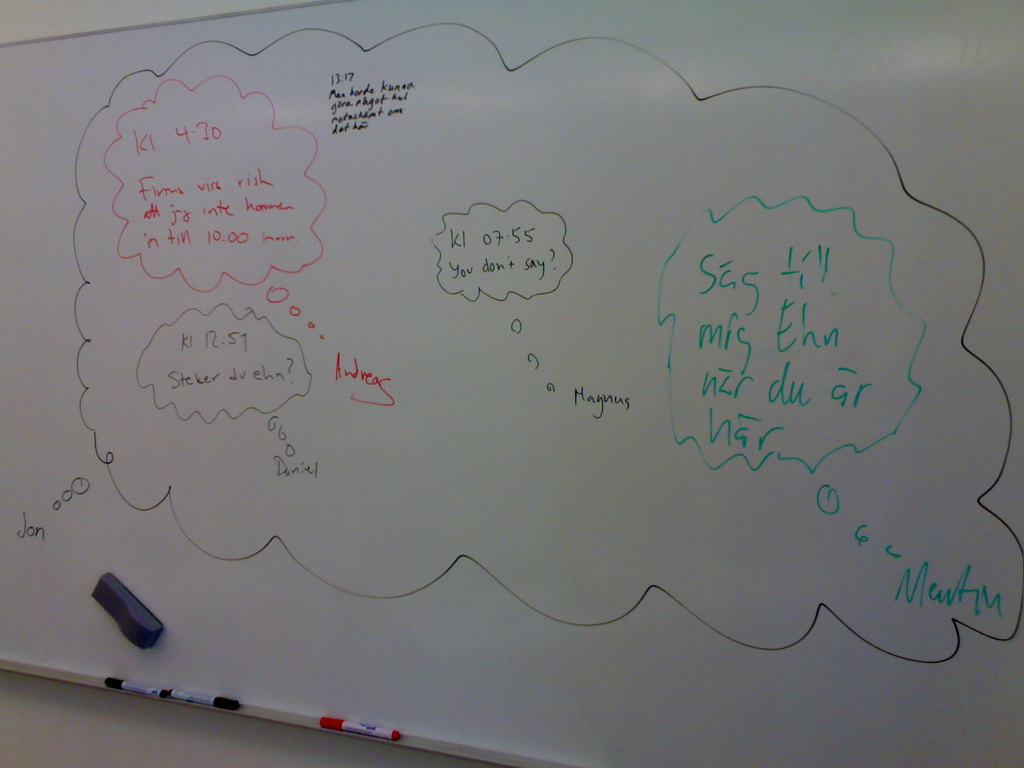 13:17
Man borde kunna
göra något kul
metaskämt om
det här
Kl 4:30
Finns viss risk
att jag inte kommer
in till 10:00 imorr.
Andreas
Kl 07:55
You don't say?
Magnus
Säg till
mig Ehn
när du är
här
Martin
Kl 12:57
Steker du ehn?
Daniel
Jon